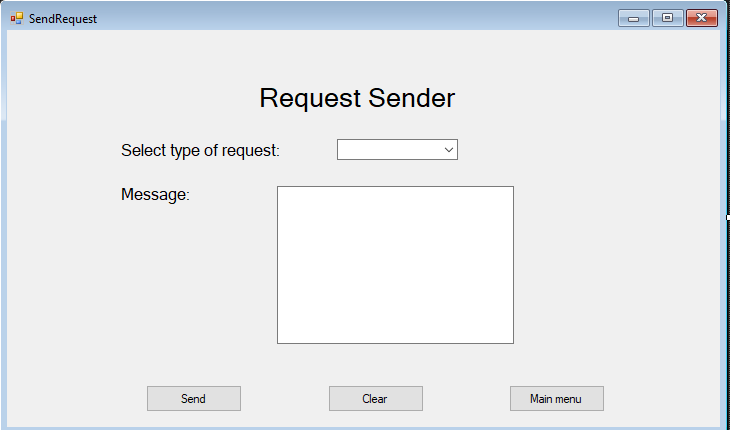 SendRequest
Request Sender
Select type of request:
Message:
Send
Clear
Main menu